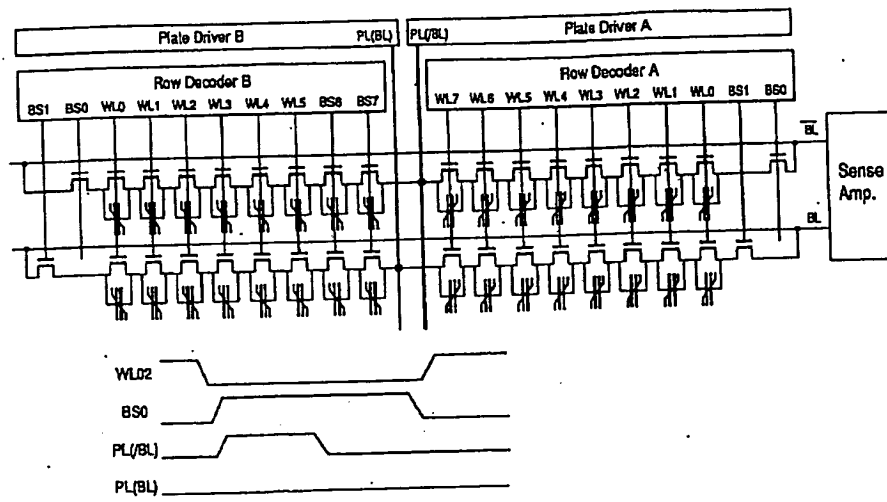 Plate Driver B PL(BL)
PL(/BL) Plate Driver A
Row Decoder B
BS1 BS0 WL0 WL1 WL2 WL3 WL4 WL5 BS6 BS7
Row Decoder A
WL7 WL6 WL5 WL4 WL3 WL2 WL1 WL0 BS1 BS0
BL
Sense
Amp.
BL
WL02
BS0
PL(/BL)
PL(BL)